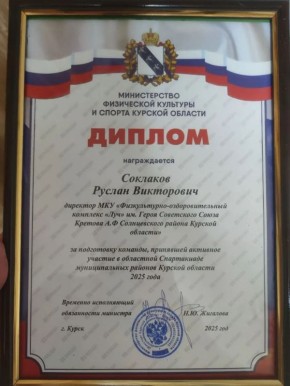 МИНИСТЕРСТВО
ФИЗИЧЕСКОЙ КУЛЬТУРЫ
И СПОРТА КУРСКОЙ ОБЛАСТИ
ДИПЛОМ
награждается
Соклаков
Руслан Викторович
директор МКУ «Физкультурно-оздоровительный
комплекс «Луч» им. Героя Советского Союза
Кретова А.Ф Солнцевского района Курской
области»
за подготовку команды, принявшей активное
участие в областной Спартакиаде
муниципальных районов Курской области
2025 года
Временно исполняющий
обязанности министра
Н.Ю. Жигалова
г. Курск
2025 год